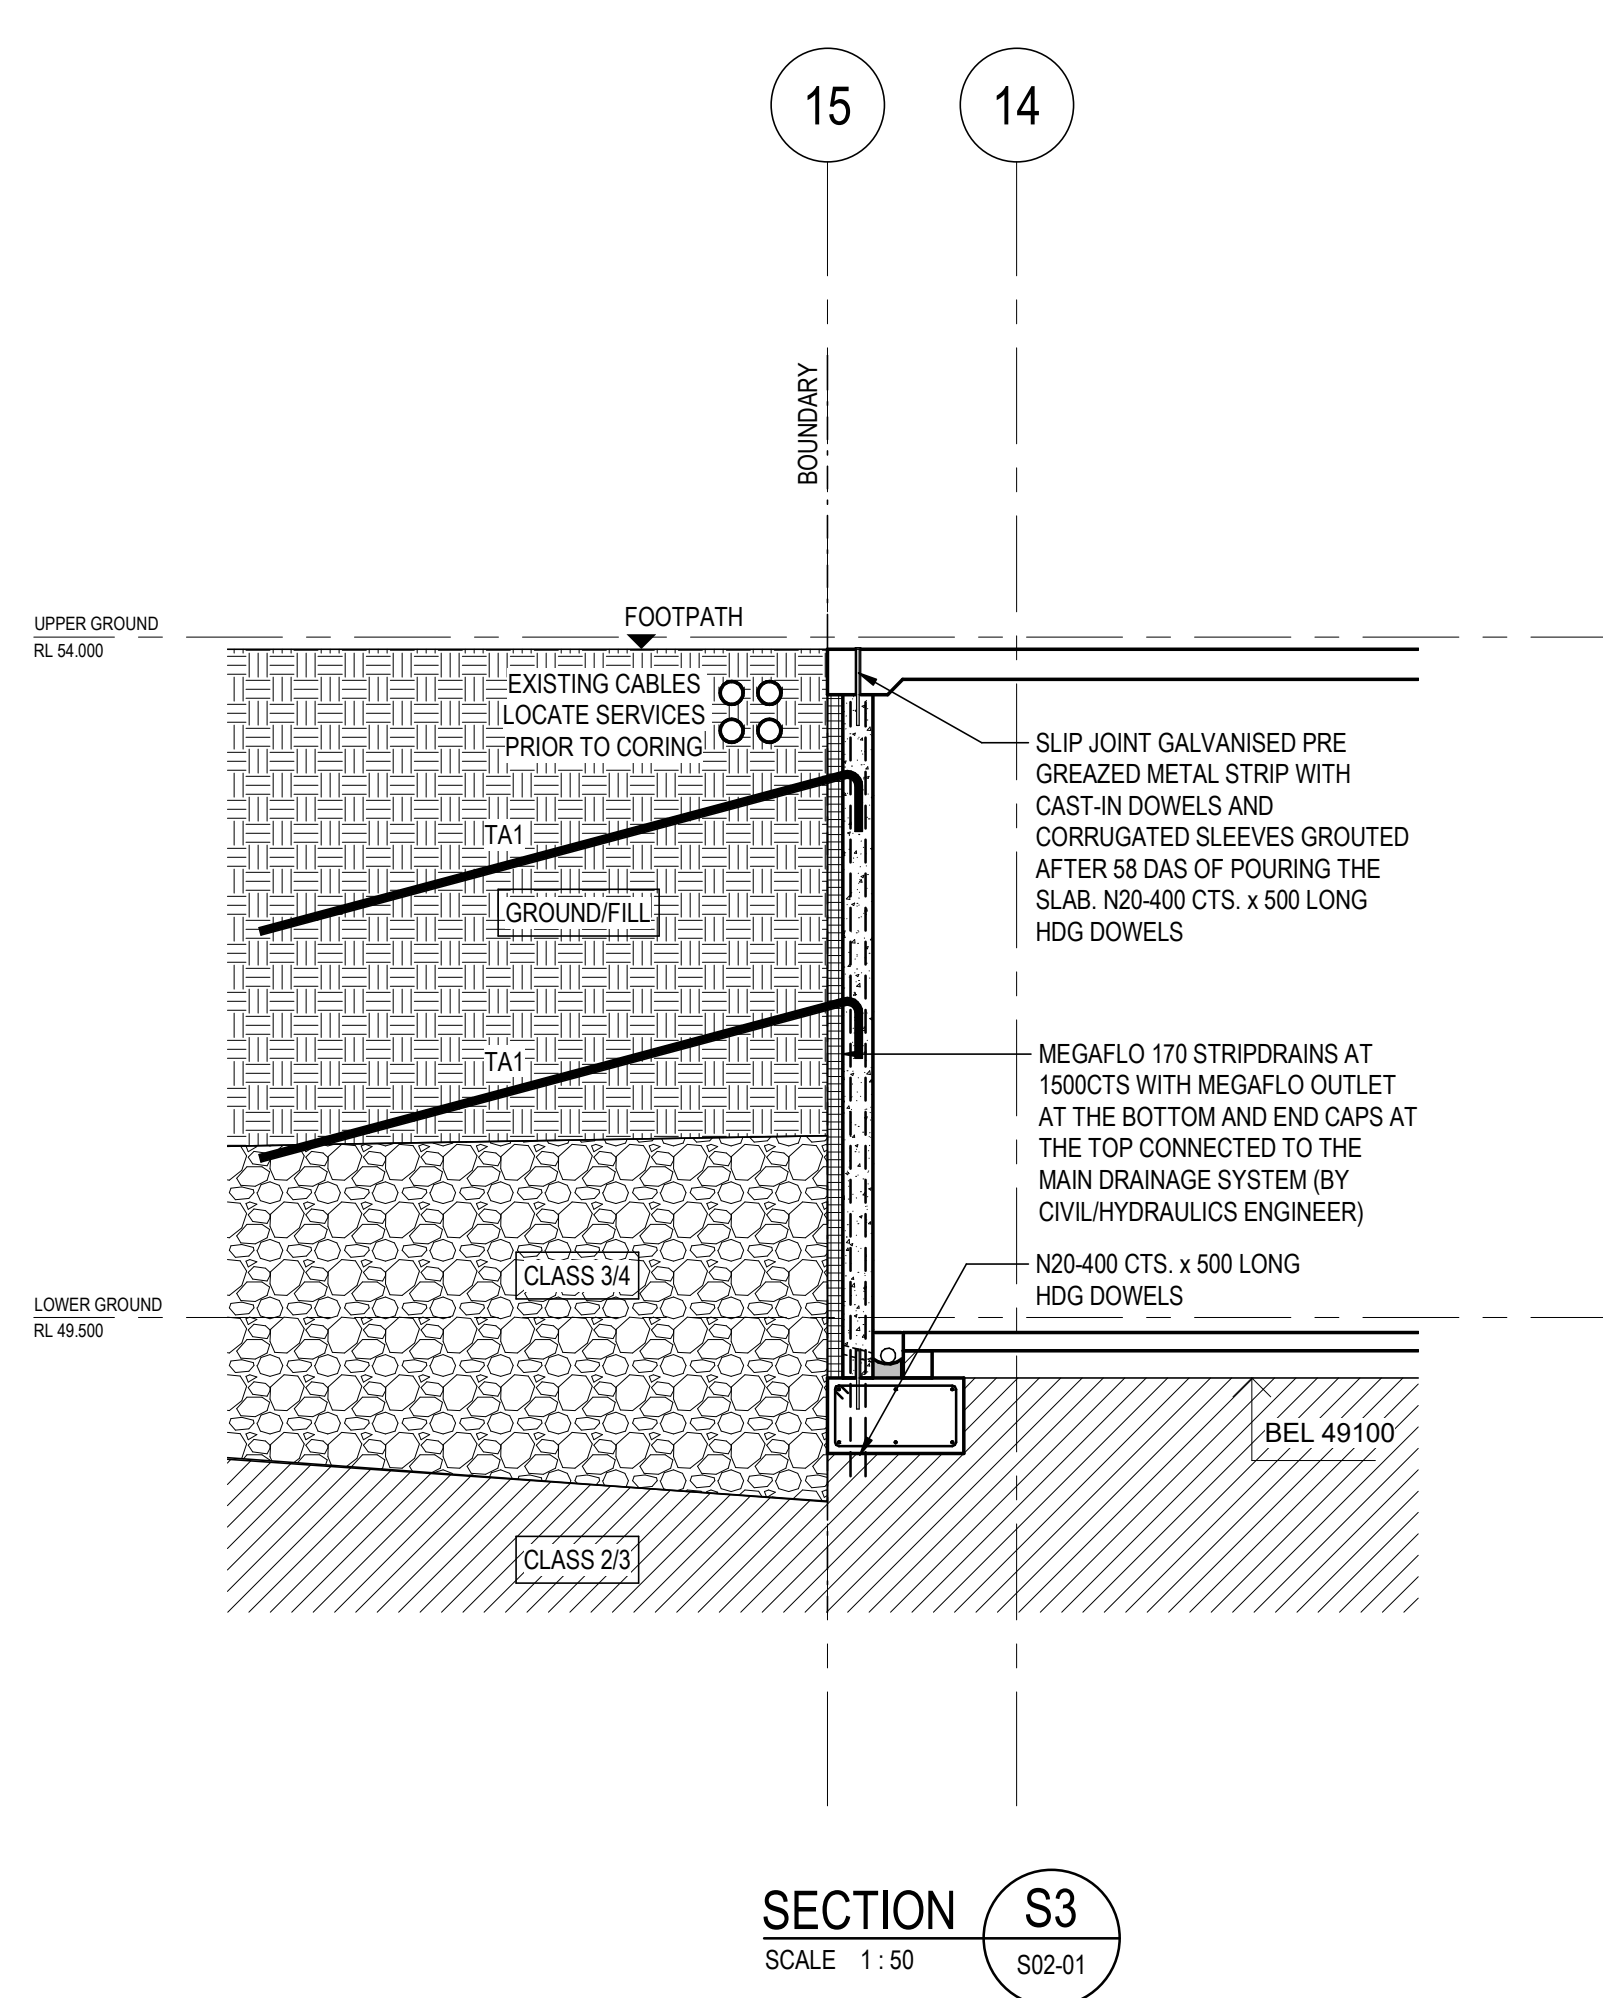 15
14
BOUNDARY
UPPER GROUND
RL 54.000
FOOTPATH
EXISTING CABLES
LOCATE SERVICES
PRIOR TO CORING
SLIP JOINT GALVANISED PRE
GREAZED METAL STRIP WITH
CAST-IN DOWELS AND
CORRUGATED SLEEVES GROUTED
AFTER 58 DAS OF POURING THE
SLAB. N20-400 CTS. x 500 LONG
HDG DOWELS
TA1
GROUND/FILL
TA1
MEGAFLO 170 STRIPDRAINS AT
1500CTS WITH MEGAFLO OUTLET
AT THE BOTTOM AND END CAPS AT
THE TOP CONNECTED TO THE
MAIN DRAINAGE SYSTEM (BY
CIVIL/HYDRAULICS ENGINEER)
N20-400 CTS. x 500 LONG
HDG DOWELS
CLASS 3/4
LOWER GROUND
RL 49.500
BEL 49100
CLASS 2/3
SECTION
SCALE 1 : 50
S3
S02-01